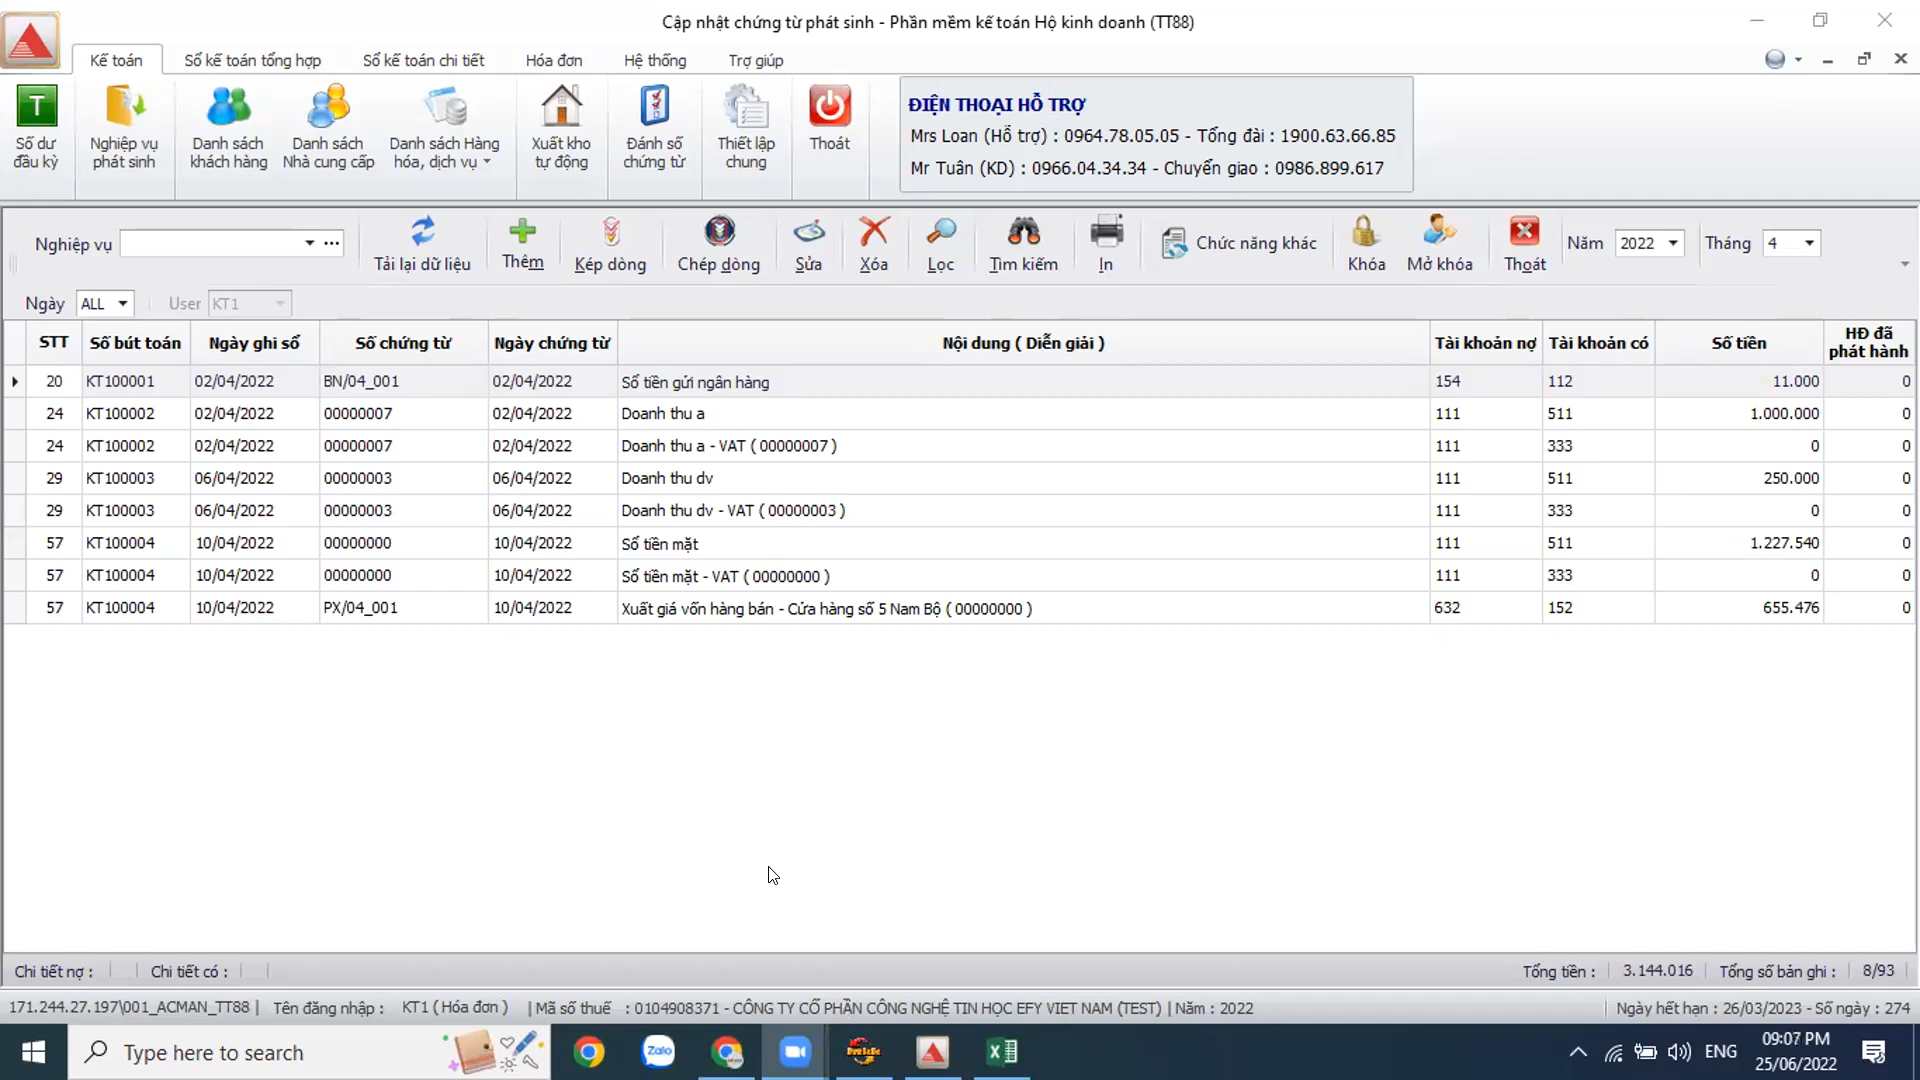 Cập nhật chứng từ phát sinh - Phần mềm kế toán Hộ kinh doanh (TT88)
Kế toán
Sổ kế toán tổng hợp
Sổ kế toán chi tiết
Hóa đơn
Hệ thống
Trợ giúp
T
Số dư đầu kỳ
Nghiệp vụ phát sinh
Danh sách khách hàng
Danh sách Nhà cung cấp
Danh sách Hàng hóa, dịch vụ
Xuất kho tự động
Đánh số chứng từ
Thiết lập chung
Thoát
ĐIỆN THOẠI HỖ TRỢ
Mrs Loan (Hỗ trợ) : 0964.78.05.05 - Tổng đài : 1900.63.66.85
Mr Tuân (KD) : 0966.04.34.34 - Chuyển giao : 0986.899.617
Nghiệp vụ
Tải lại dữ liệu
Thêm
Kép dòng
Chép dòng
Sửa
Xóa
Lọc
Tìm kiếm
In
Chức năng khác
Khóa
Mở khóa
Thoát
Năm 2022
Tháng 4
Ngày ALL User KT1
STT Số bút toán Ngày ghi sổ Số chứng từ Ngày chứng từ Nội dung ( Diễn giải ) Tài khoản nợ Tài khoản có Số tiền HĐ đã phát hành
20 KT100001 02/04/2022 BN/04_001 02/04/2022 Sổ tiền gửi ngân hàng 154 112 11.000 0
24 KT100002 02/04/2022 00000007 02/04/2022 Doanh thu a 111 511 1.000.000 0
24 KT100002 02/04/2022 00000007 02/04/2022 Doanh thu a - VAT ( 00000007 ) 111 333 0 0
29 KT100003 06/04/2022 00000003 06/04/2022 Doanh thu dv 111 511 250.000 0
29 KT100003 06/04/2022 00000003 06/04/2022 Doanh thu dv - VAT ( 00000003 ) 111 333 0 0
57 KT100004 10/04/2022 00000000 10/04/2022 Sổ tiền mặt 111 511 1.227.540 0
57 KT100004 10/04/2022 00000000 10/04/2022 Sổ tiền mặt - VAT ( 00000000 ) 111 333 0 0
57 KT100004 10/04/2022 PX/04_001 10/04/2022 Xuất giá vốn hàng bán - Cửa hàng số 5 Nam Bộ ( 00000000 ) 632 152 655.476 0
Chi tiết nợ : Chi tiết có : Tổng tiền : 3.144.016 Tổng số bản ghi : 8/93
171.244.27.197\001_ACMAN_TT88 | Tên đăng nhập : KT1 ( Hóa đơn ) | Mã số thuế : 0104908371 - CÔNG TY CỔ PHẦN CÔNG NGHỆ TIN HỌC EFY VIET NAM (TEST) | Năm : 2022 Ngày hết hạn : 26/03/2023 - Số ngày : 274
Type here to search
Zalo
ENG
09:07 PM
25/06/2022